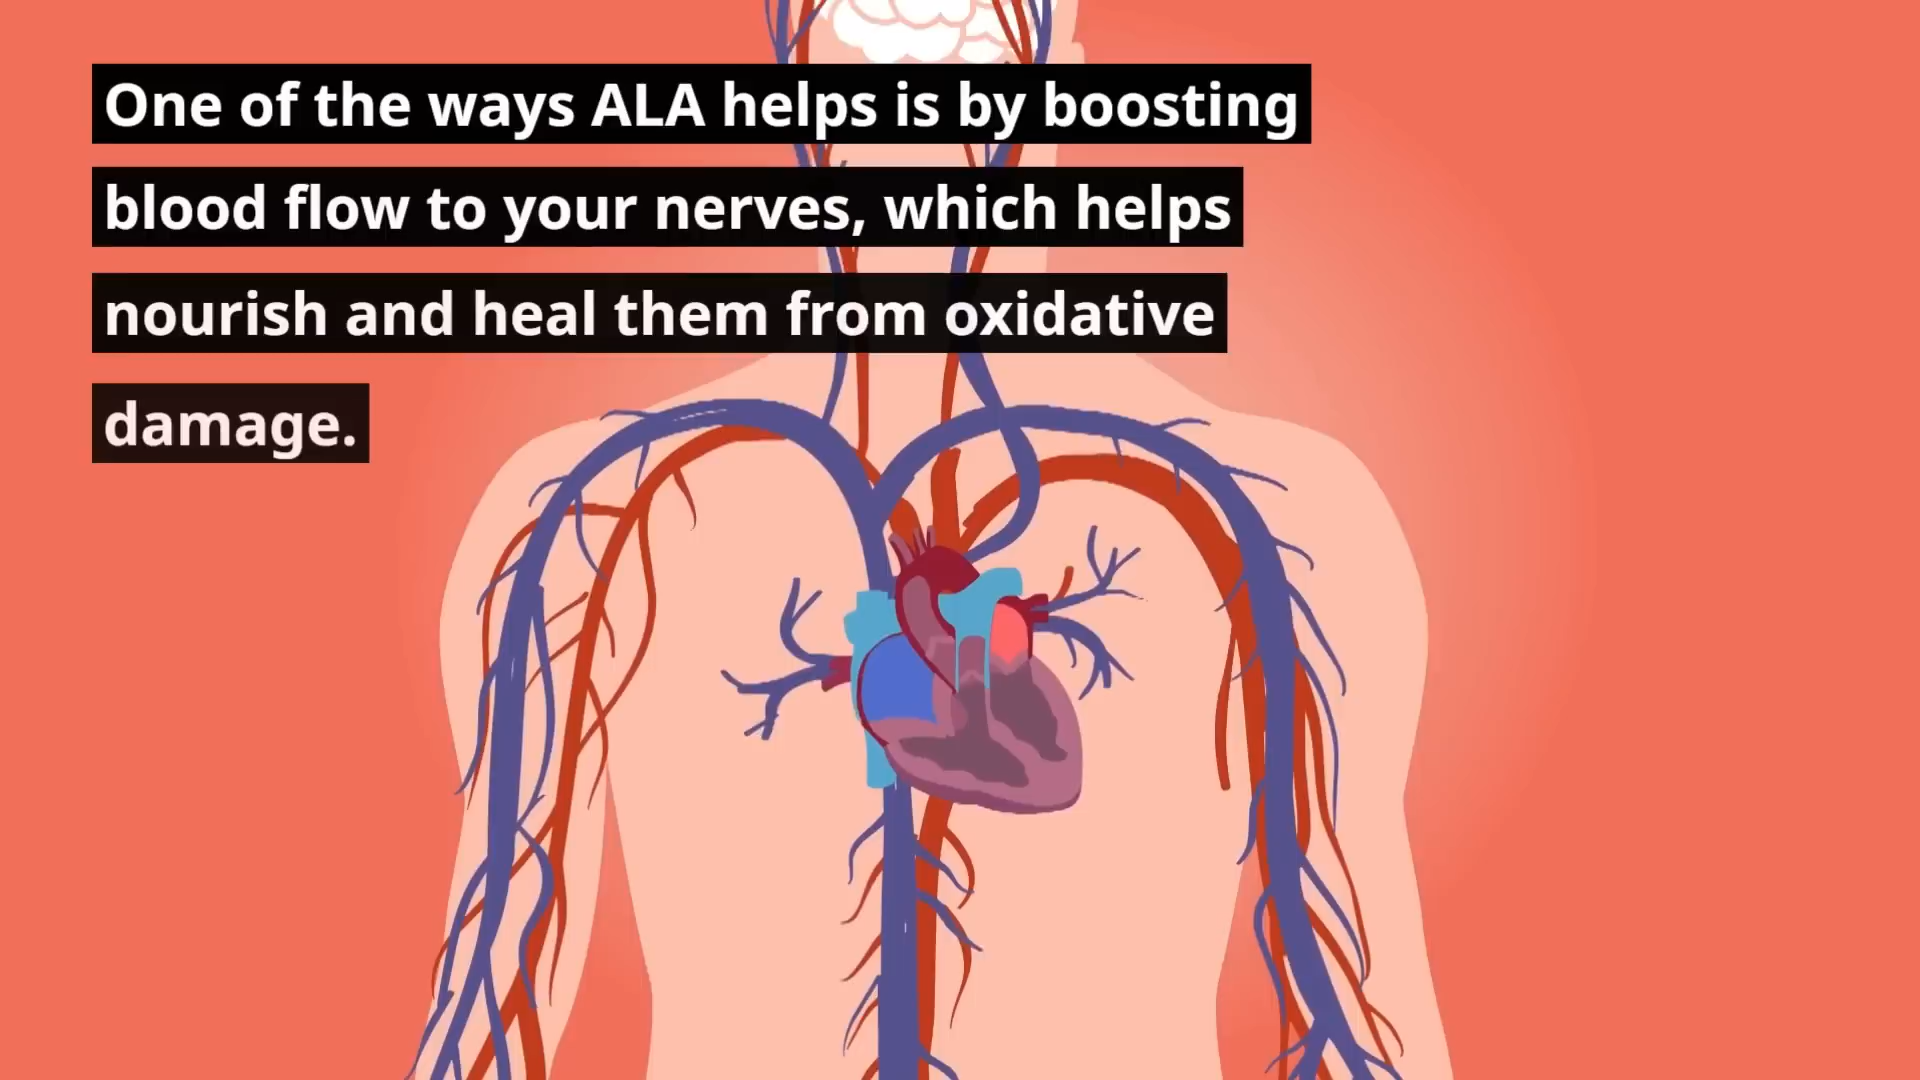 One of the ways ALA helps is by boosting
blood flow to your nerves, which helps
nourish and heal them from oxidative
damage.